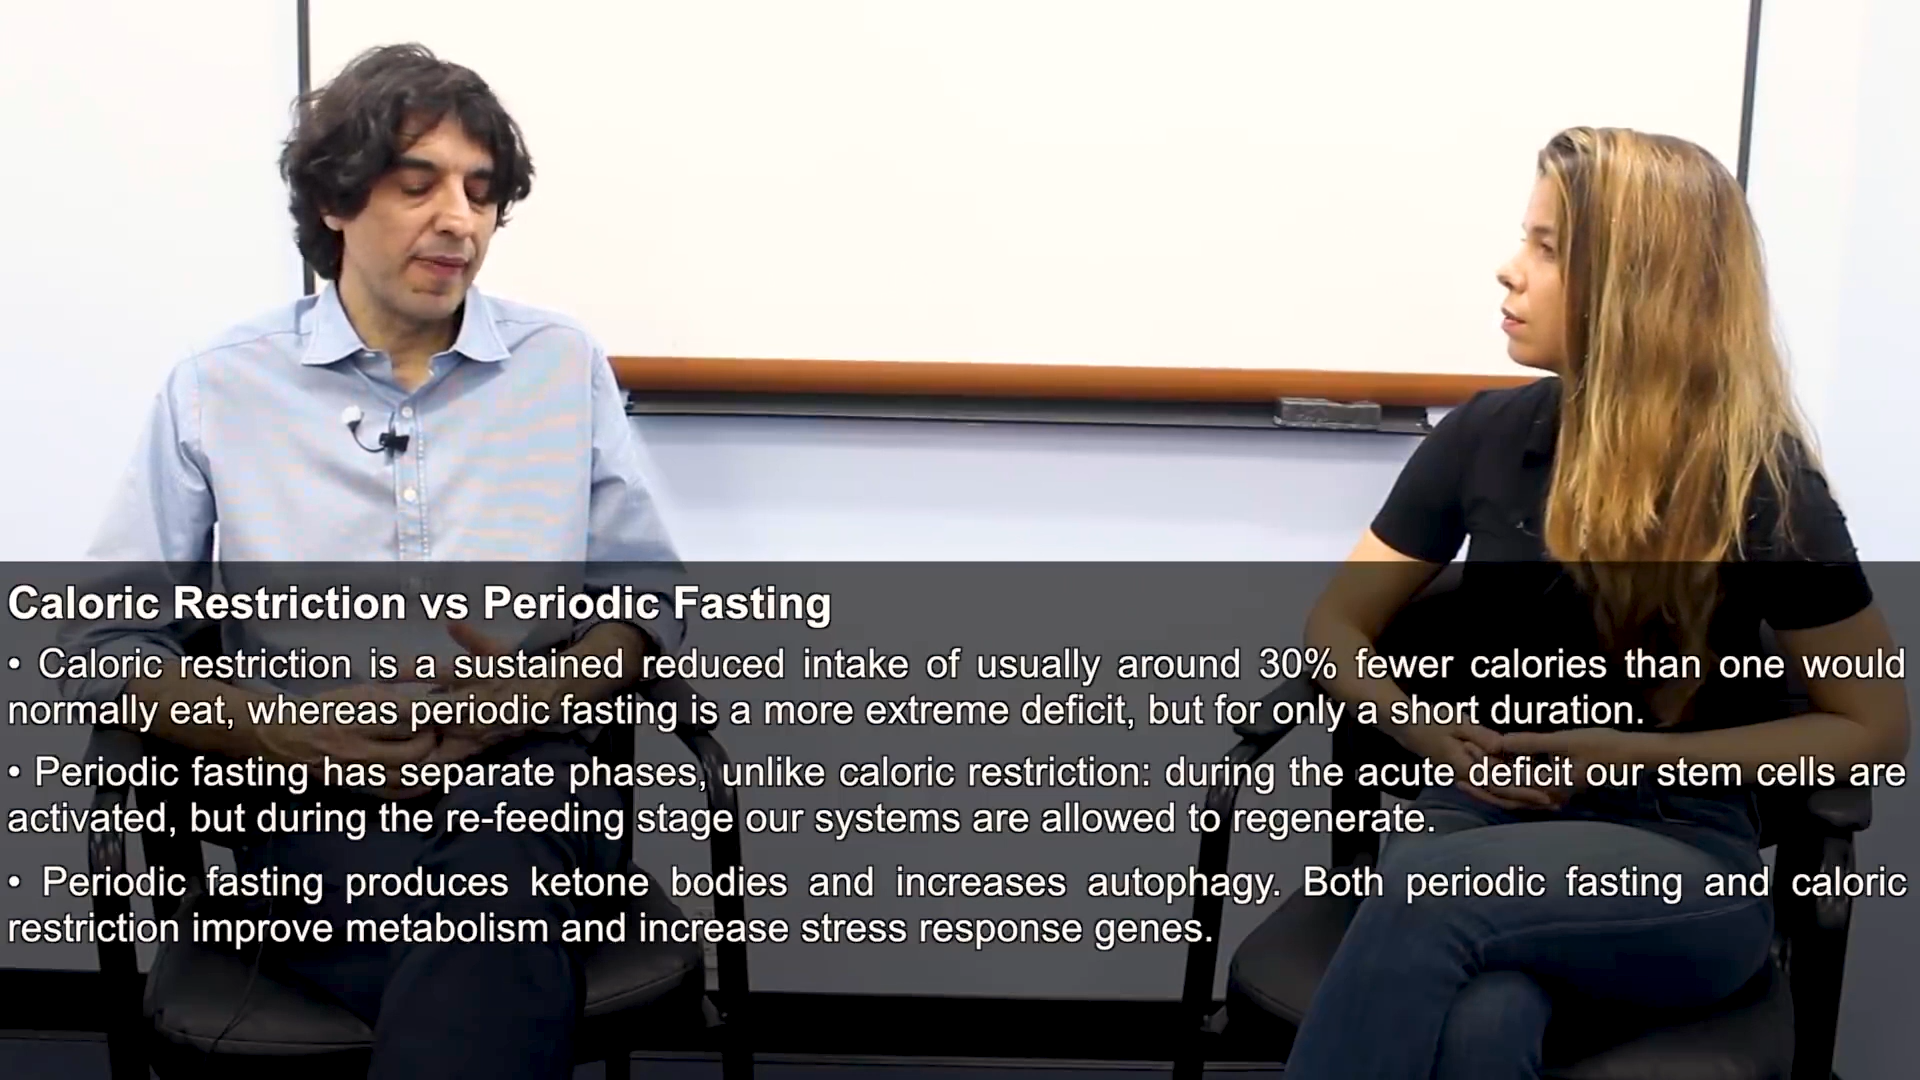 Caloric Restriction vs Periodic Fasting
• Caloric restriction is a sustained reduced intake of usually around 30% fewer calories than one would
normally eat, whereas periodic fasting is a more extreme deficit, but for only a short duration.
• Periodic fasting has separate phases, unlike caloric restriction: during the acute deficit our stem cells are
activated, but during the re-feeding stage our systems are allowed to regenerate.
• Periodic fasting produces ketone bodies and increases autophagy. Both periodic fasting and caloric
restriction improve metabolism and increase stress response genes.